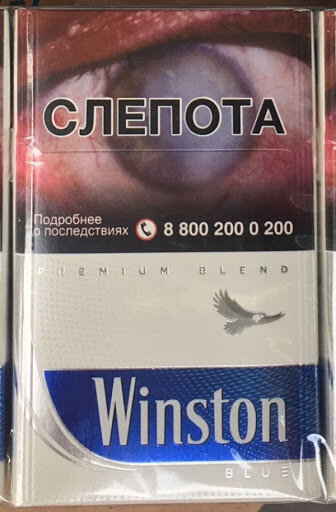 СЛЕПОТА
Подробнее
о последствиях 8 800 200 0 200
PREMIUM BLEND
Winston
BLUE